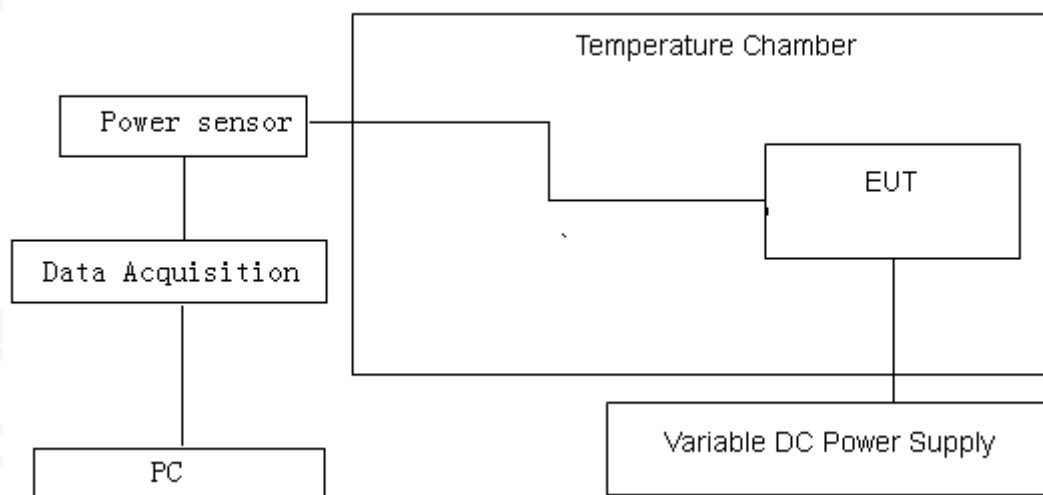 Temperature Chamber
Power sensor
EUT
Data Acquisition
Variable DC Power Supply
PC